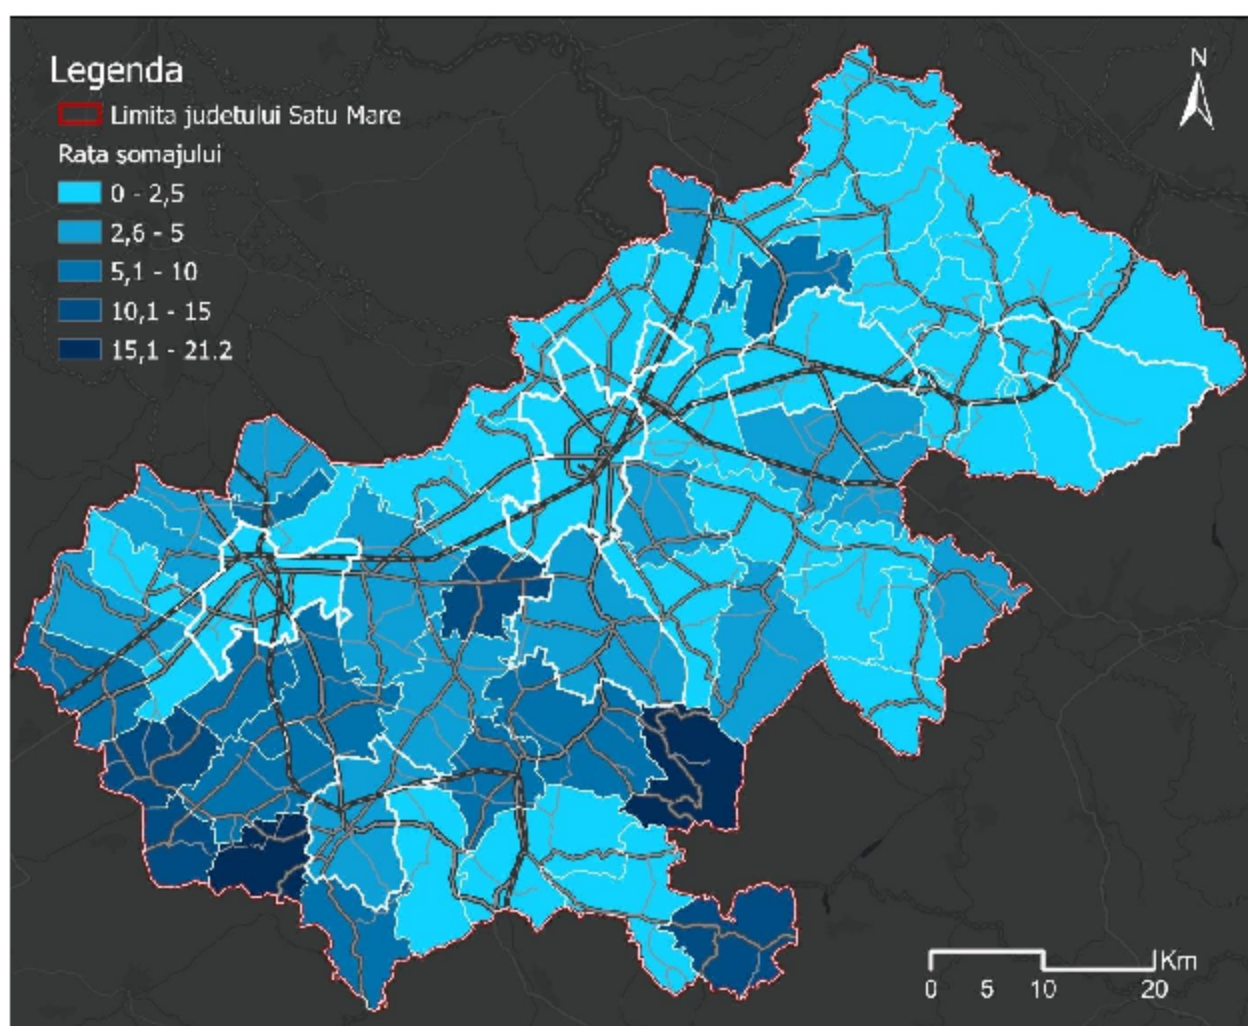 Legenda
Limita judetului Satu Mare
Rata somajului
0 - 2,5
2,6 - 5
5,1 - 10
10,1 - 15
15,1 - 21.2
N
Km
0 5 10 20